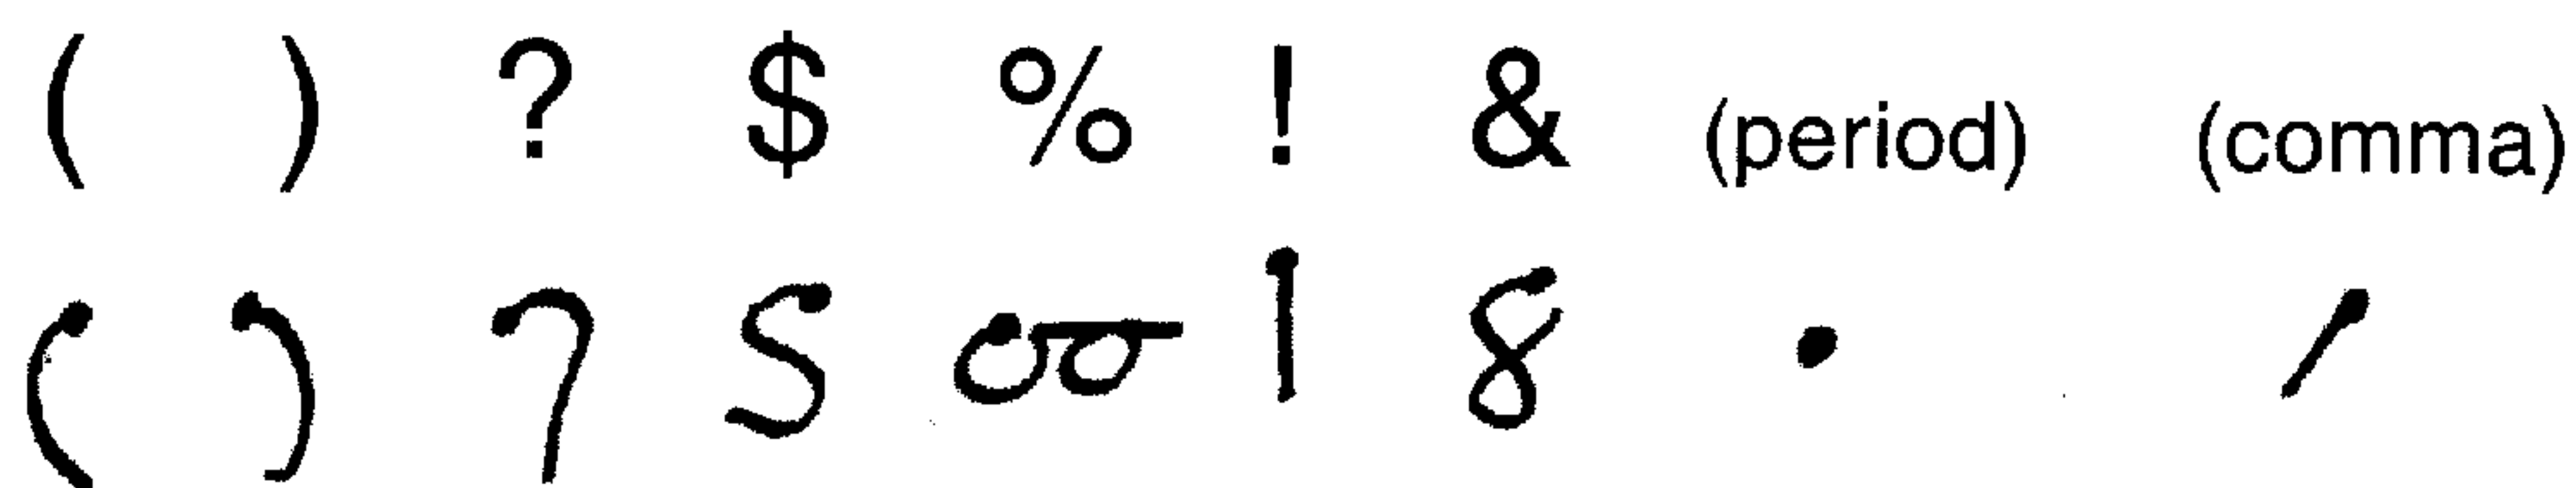 ( ) ? $ % ! & (period) (comma)
( ) ? S % ! & . ,